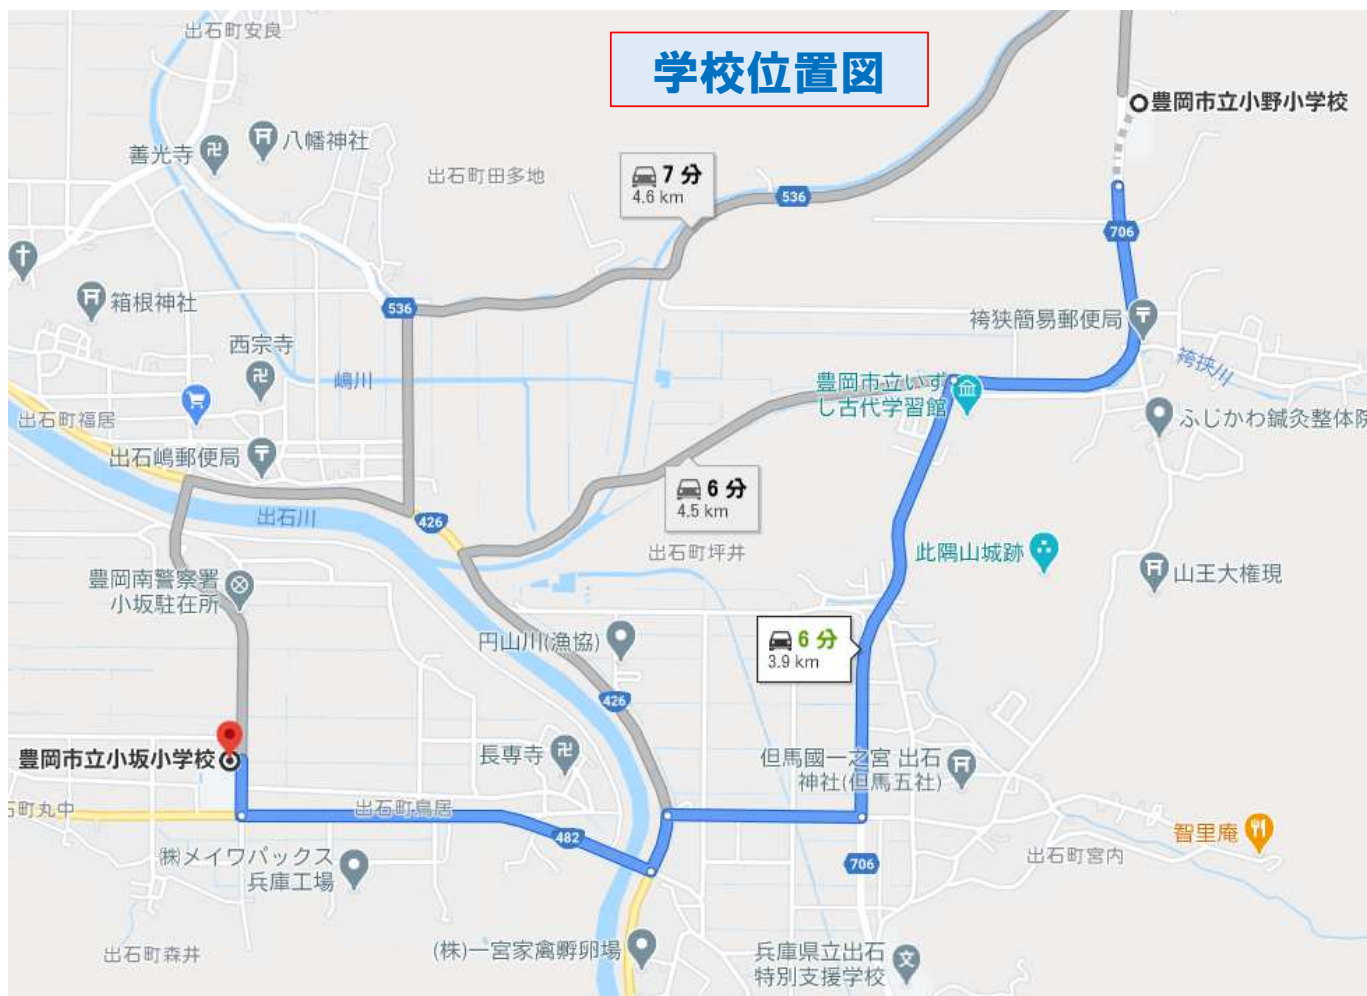 出石町安良
学校位置図
豊岡市立小野小学校
八幡神社
善光寺
出石町田多地
7 分
4.6 km
536
706
箱根神社
536
袴狭簡易郵便局
西宗寺
嶋川
袴挟川
豊岡市立いず
し古代学習館
出石町福居
ふじかわ鍼灸整体院
出石嶋郵便局
6 分
4.5 km
出石川
426
出石町坪井
此隅山城跡
山王大権現
豊岡南警察署
小坂駐在所
円山川(漁協)
6 分
3.9 km
426
豊岡市立小坂小学校
長専寺
但馬國一之宮 出石
神社(但馬五社)
石町丸中
出石町鳥居
482
智里庵
㈱メイワパックス
兵庫工場
706
出石町宮内
出石町森井
(株)一宮家禽孵卵場
兵庫県立出石
特別支援学校